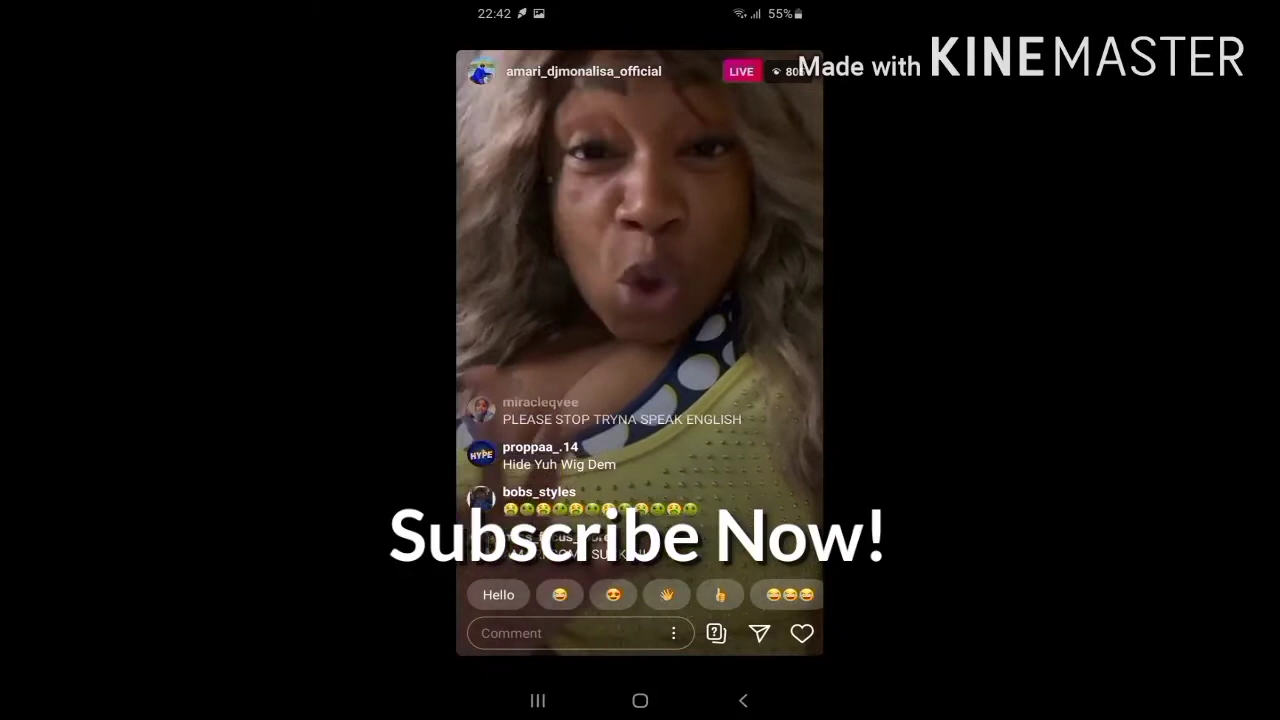 22:42
55%
Made with KINEMASTER
amari_djmonalisa_official
LIVE
miracleqvee
PLEASE STOP TRYNA SPEAK ENGLISH
proppaa_.14
HYPE
Hide Yuh Wig Dem
bobs_styles
Subscribe Now!
Hello
Comment